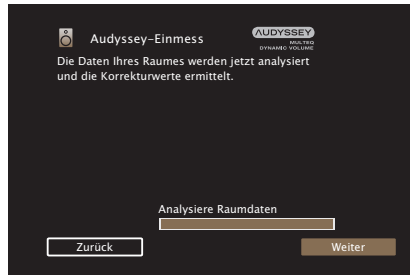 Audyssey-Einmess
AUDYSSEY
MULTEQ
DYNAMIC VOLUME
Die Daten Ihres Raumes werden jetzt analysiert
und die Korrekturwerte ermittelt.
Analysiere Raumdaten
Zurück
Weiter